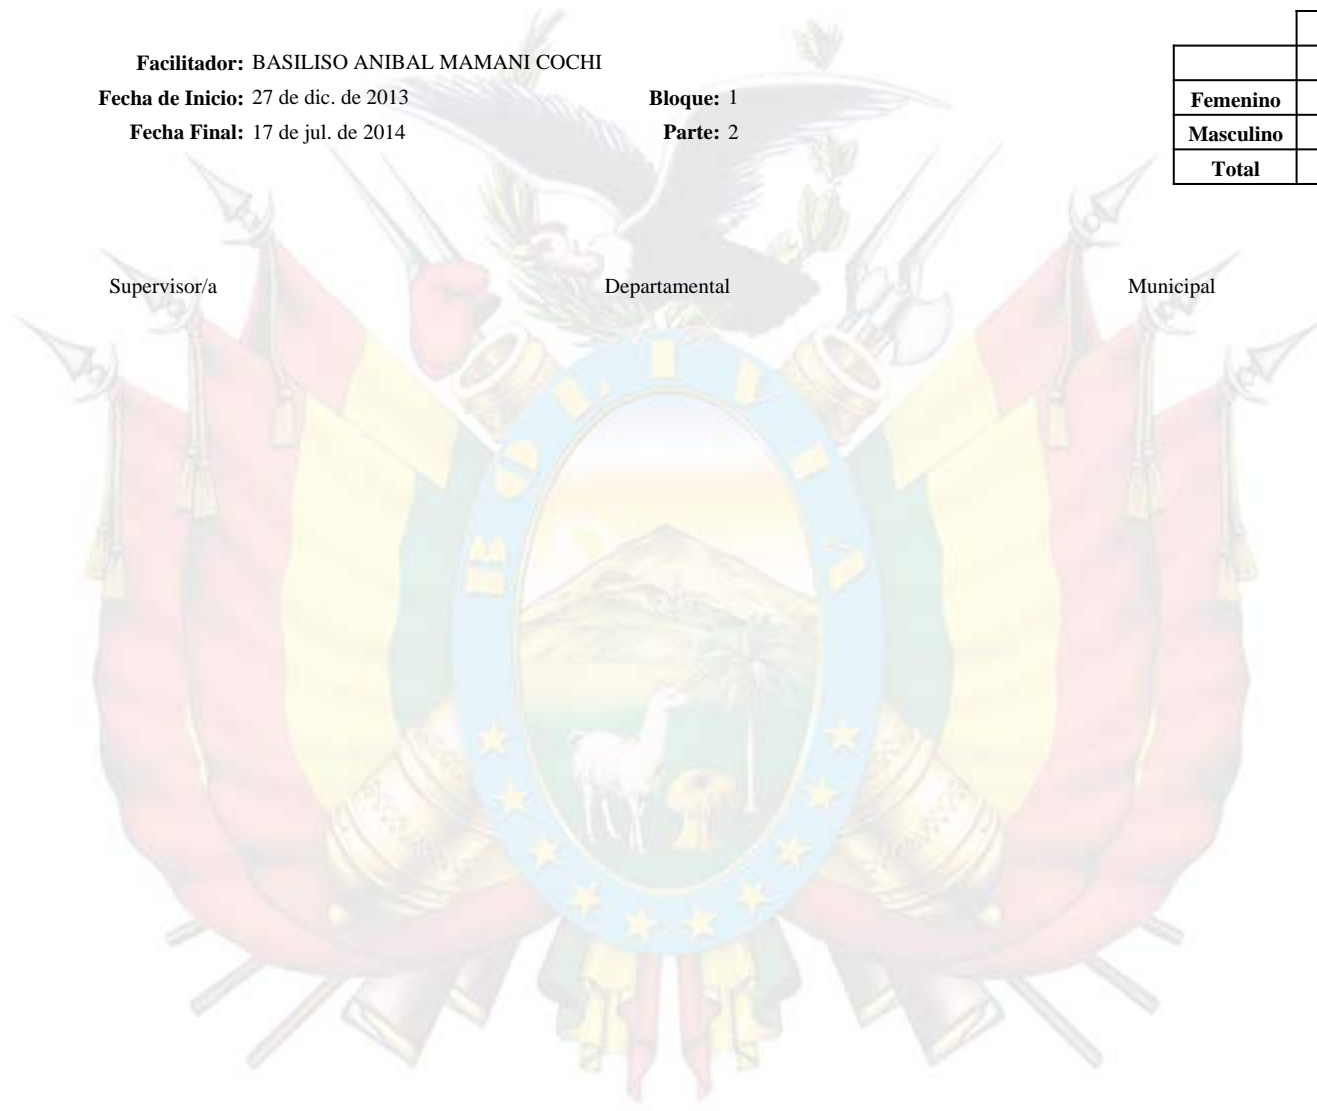 Facilitador: BASILISO ANIBAL MAMANI COCHI
Fecha de Inicio: 27 de dic. de 2013 Bloque: 1
Fecha Final: 17 de jul. de 2014 Parte: 2
Femenino
Masculino
Total
Supervisor/a Departamental Municipal
BOLIVIA